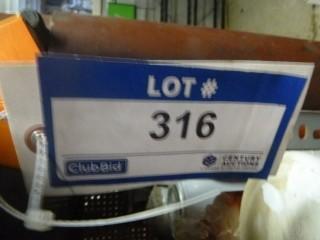 LOT #
316
ClubBid
CENTURY
AUCTIONS